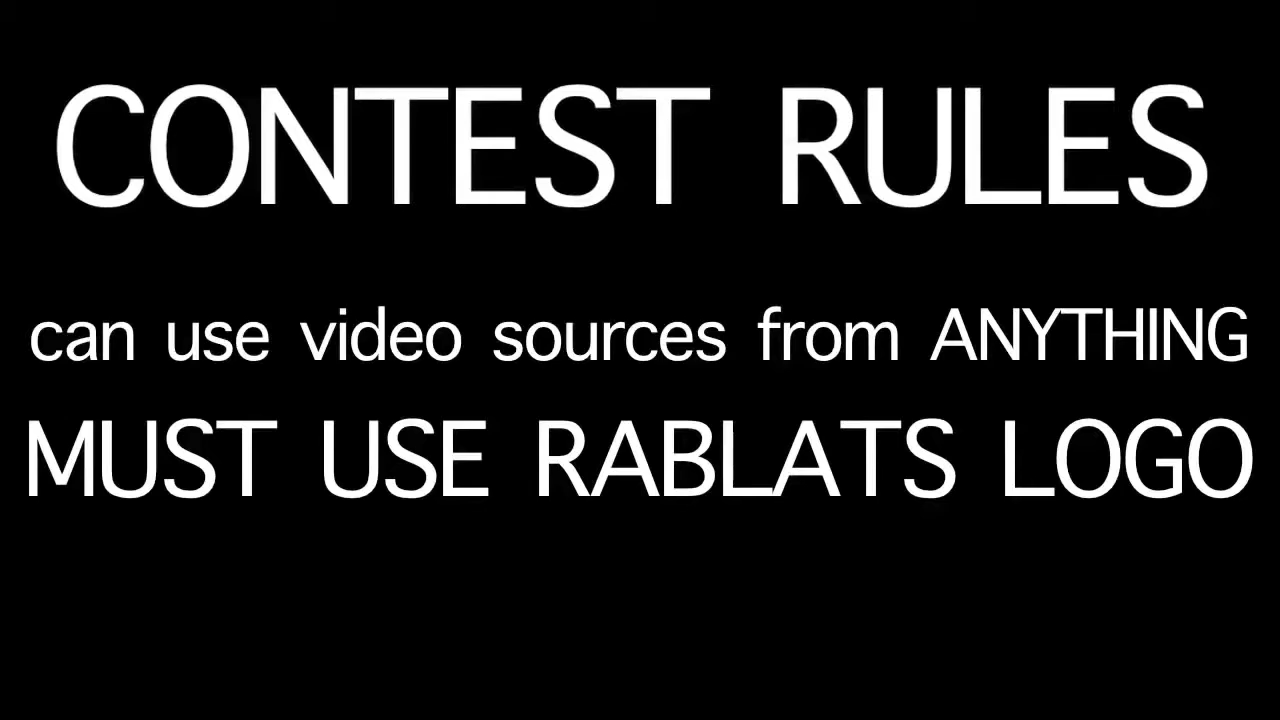 CONTEST RULES
can use video sources from ANYTHING
MUST USE RABLATS LOGO